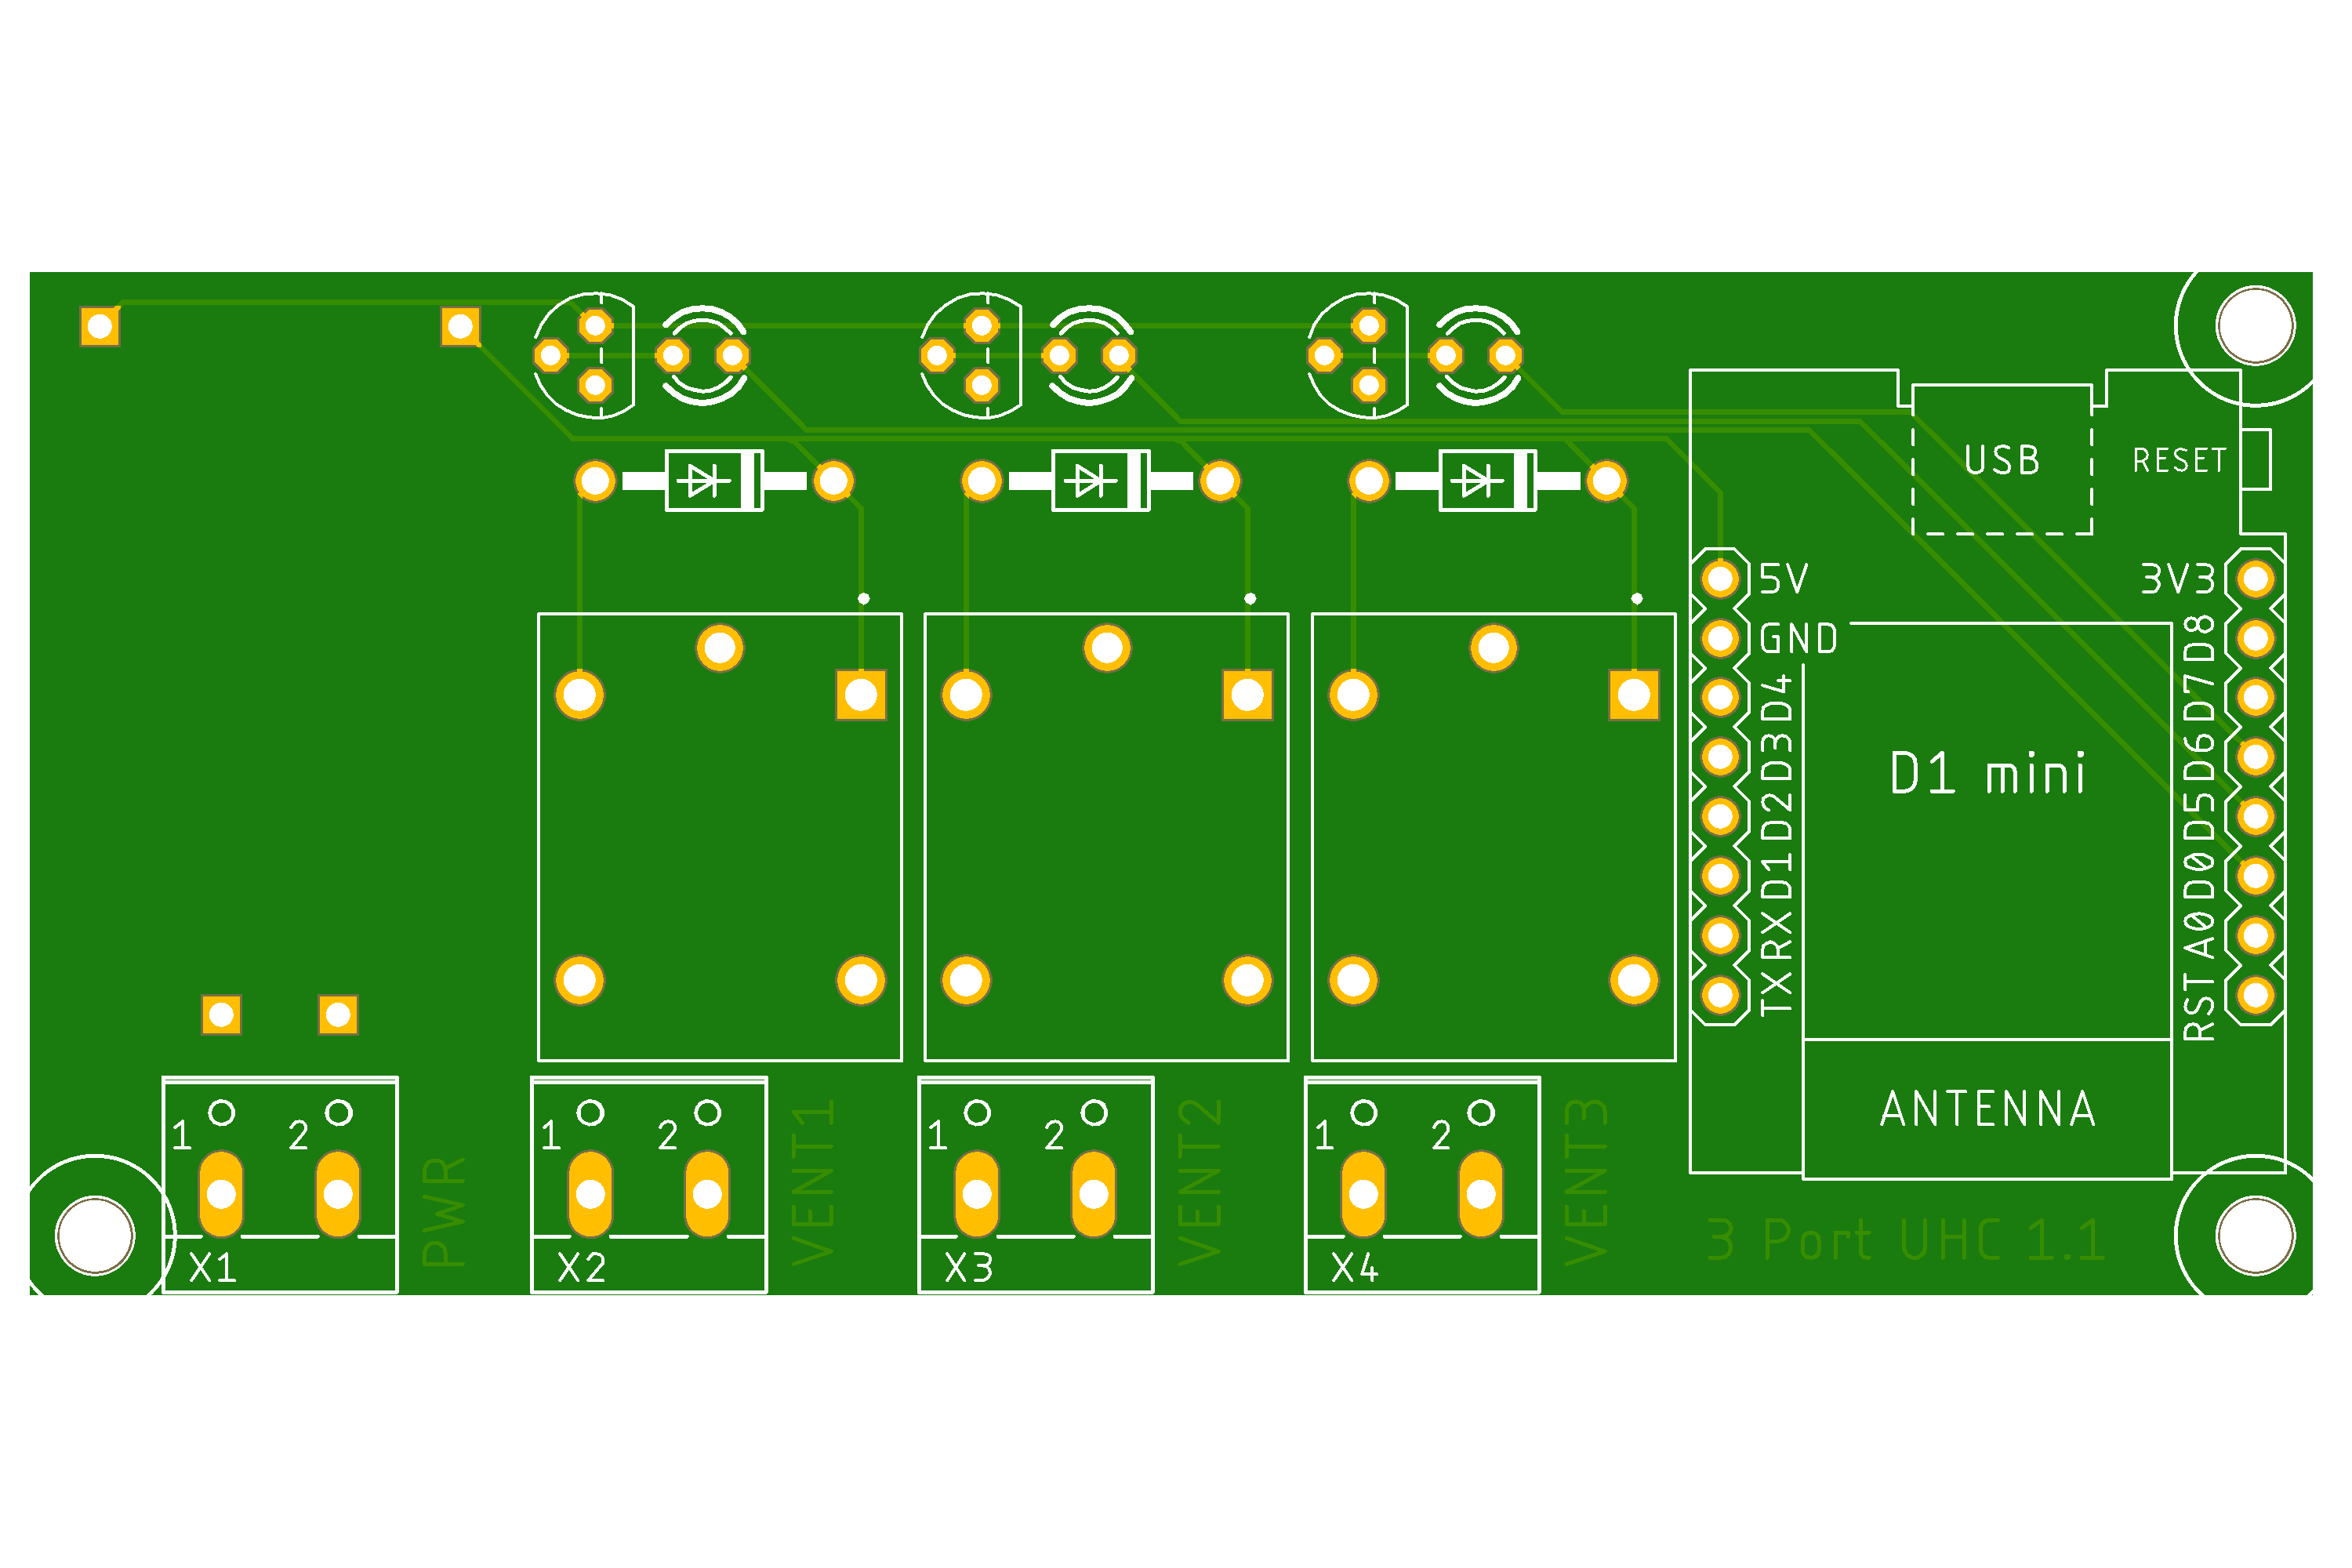 USB
RESET
5V
3V3
GND
D8
D7
D6
D5
D0
A0
RST
D4
D3
D2
D1
RX
TX
D1 mini
ANTENNA
1 2
X1
PWR
1 2
X2
VENT1
1 2
X3
VENT2
1 2
X4
VENT3
3 Port UHC 1.1